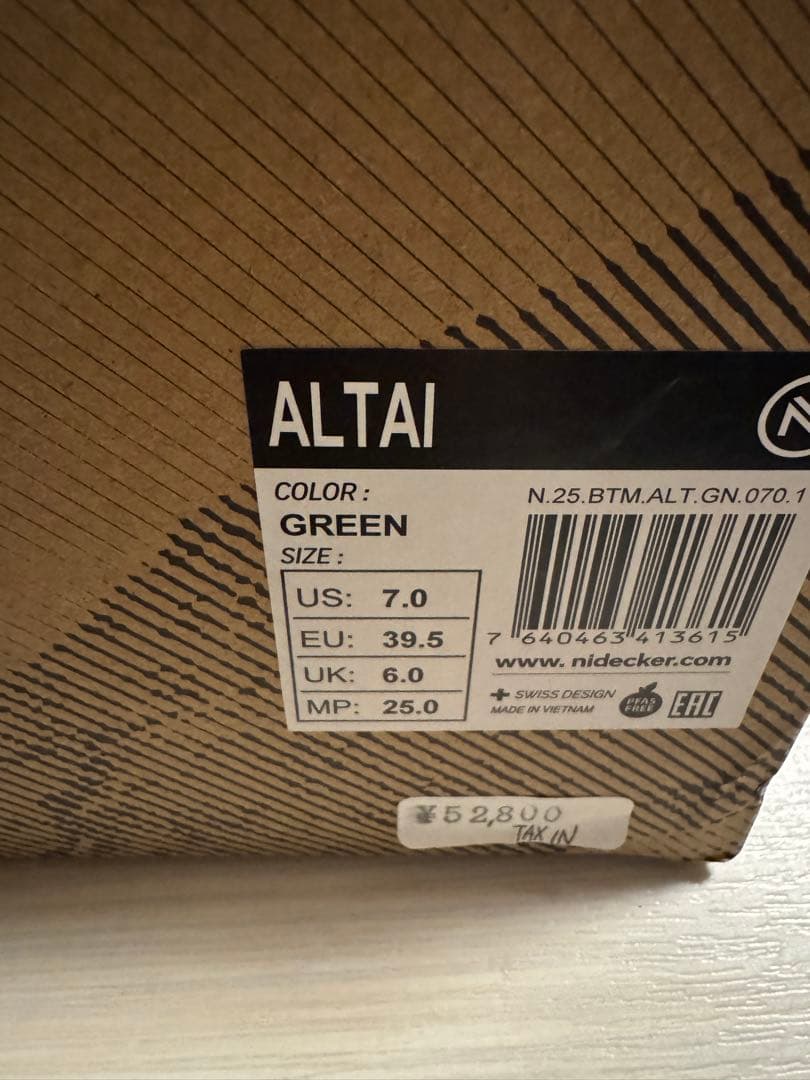 ALTAI
COLOR :
GREEN
SIZE :
US: 7.0
EU: 39.5
UK: 6.0
MP: 25.0
N.25.BTM.ALT.GN.070.1
7 640463 413615
www. nidecker.com
+ SWISS DESIGN
MADE IN VIETNAM
PFAS
FREE
EAC
¥52,800
TAX IN